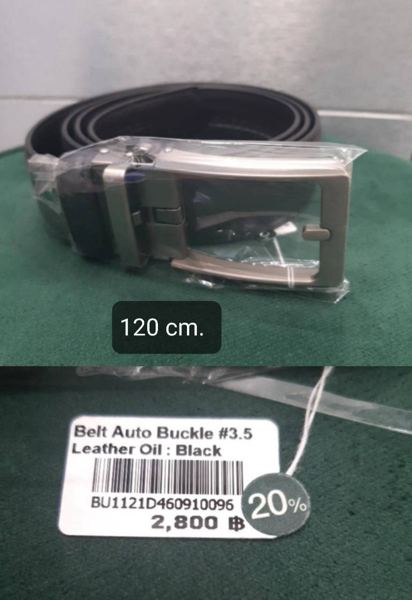 120 cm.
Belt Auto Buckle #3.5
Leather Oil : Black
BU1121D460910096
2,800 ฿
20%